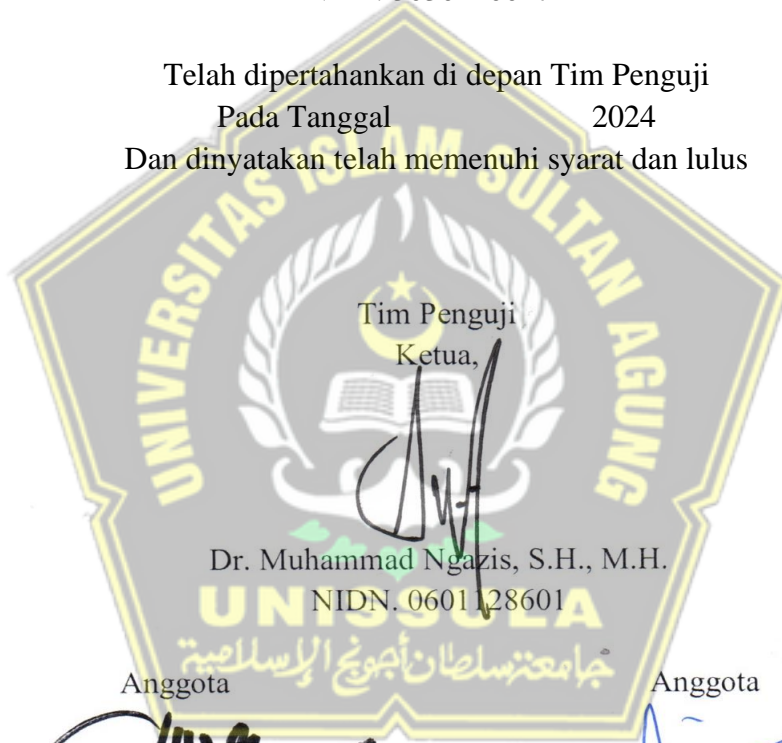 Telah dipertahankan di depan Tim Penguji
Pada Tanggal 2024
Dan dinyatakan telah memenuhi syarat dan lulus
UNIVERSITAS ISLAM SULTAN AGUNG
Tim Penguji
Ketua,
Dr. Muhammad Ngazis, S.H., M.H.
NIDN. 0601128601
UNISSULA
جامعة سلطان أجونج الإسلامية
Anggota Anggota